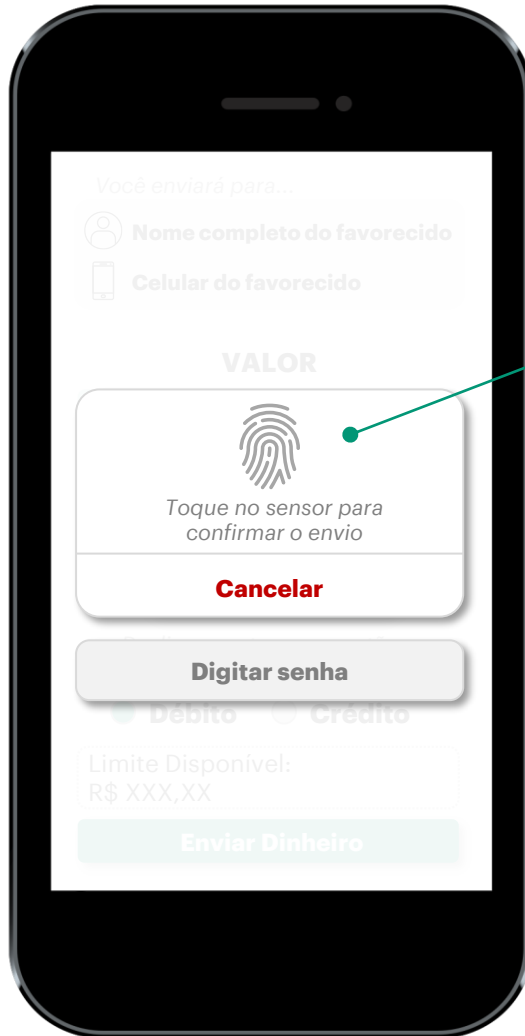 Você enviará para...
Nome completo do favorecido
Celular do favorecido
VALOR
Toque no sensor para
confirmar o envio
Cancelar
Digitar senha
Débito Crédito
Limite Disponível:
R$ XXX,XX
Enviar Dinheiro